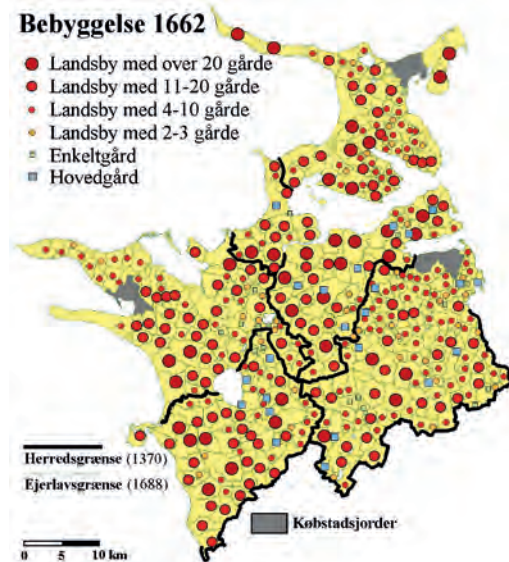 Bebyggelse 1662
Landsby med over 20 gårde
Landsby med 11-20 gårde
Landsby med 4-10 gårde
Landsby med 2-3 gårde
Enkeltgård
Hovedgård
Herredsgrænse (1370)
Ejerlavsgrænse (1688)
0 5 10 km
Købstadsjorder